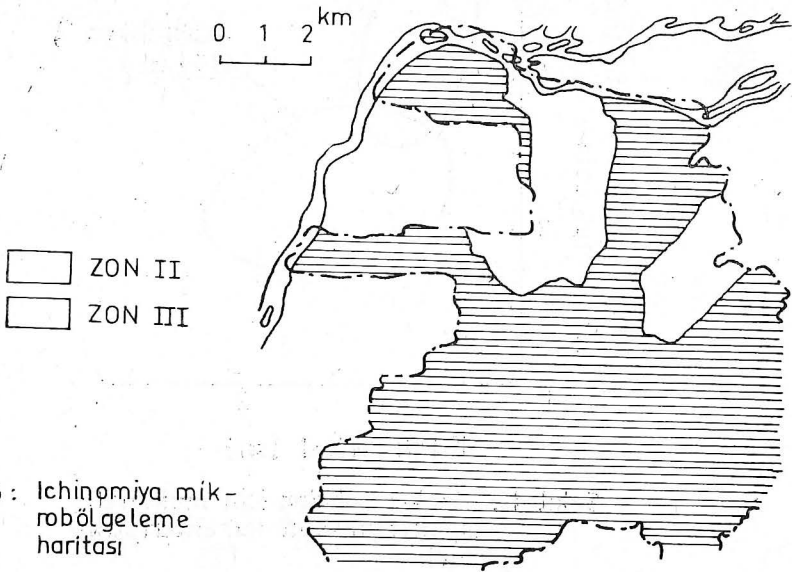 0 1 2 km
ZON II
ZON III
: Ichinomiya mik-
robölgeleme
haritası